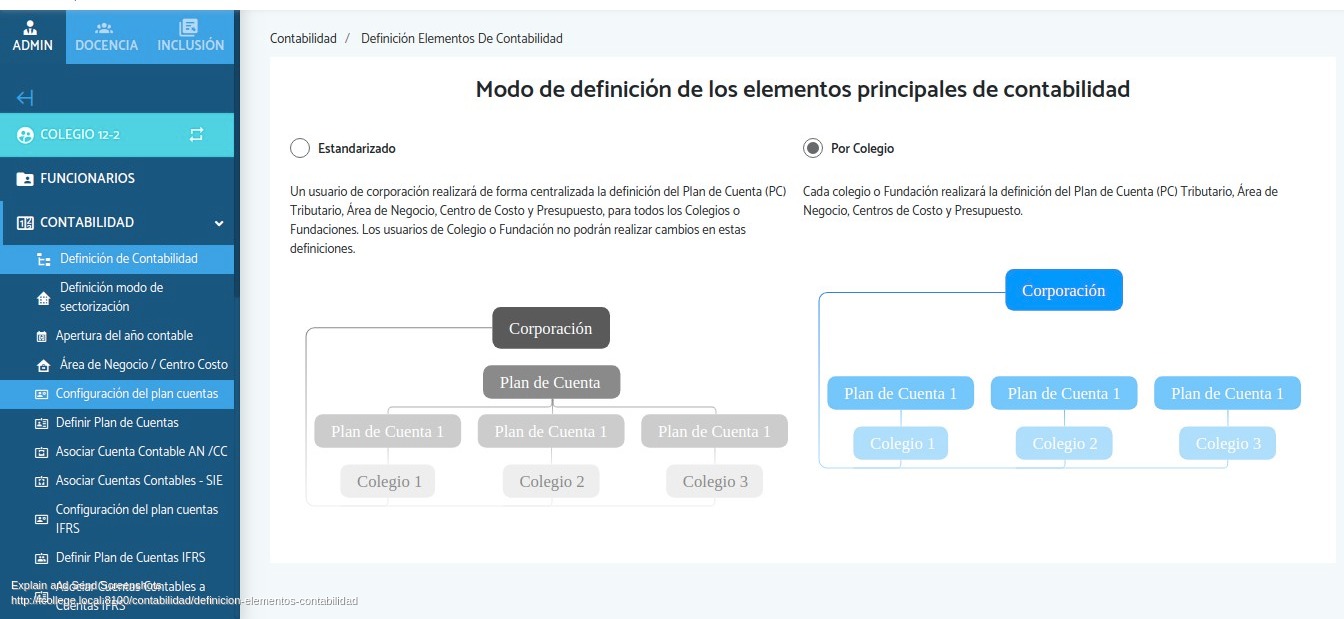 ADMIN
DOCENCIA
INCLUSIÓN
COLEGIO 12-2
FUNCIONARIOS
CONTABILIDAD
Definición de Contabilidad
Definición modo de
sectorización
Apertura del año contable
Área de Negocio / Centro Costo
Configuración del plan cuentas
Definir Plan de Cuentas
Asociar Cuenta Contable AN /CC
Asociar Cuentas Contables - SIE
Configuración del plan cuentas
IFRS
Definir Plan de Cuentas IFRS
Asociar Cuentas Contables a
Cuentas IFRS
Explain and Send Screenshots
http://fcollege.local:8100/contabilidad/definicion-elementos-contabilidad
Contabilidad / Definición Elementos De Contabilidad
Modo de definición de los elementos principales de contabilidad
Estandarizado
Un usuario de corporación realizará de forma centralizada la definición del Plan de Cuenta (PC)
Tributario, Área de Negocio, Centro de Costo y Presupuesto, para todos los Colegios o
Fundaciones. Los usuarios de Colegio o Fundación no podrán realizar cambios en estas
definiciones.
Corporación
Plan de Cuenta
Plan de Cuenta 1
Plan de Cuenta 1
Plan de Cuenta 1
Colegio 1
Colegio 2
Colegio 3
Por Colegio
Cada colegio o Fundación realizará la definición del Plan de Cuenta (PC) Tributario, Área de
Negocio, Centros de Costo y Presupuesto.
Corporación
Plan de Cuenta 1
Plan de Cuenta 1
Plan de Cuenta 1
Colegio 1
Colegio 2
Colegio 3